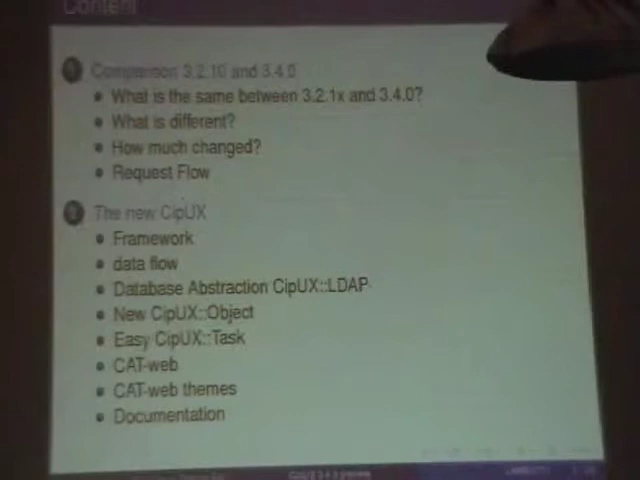 Content
1 Comparison 3.2.10 and 3.4.0
• What is the same between 3.2.1x and 3.4.0?
• What is different?
• How much changed?
• Request Flow
2 The new CipUX
• Framework
• data flow
• Database Abstraction CipUX::LDAP
• New CipUX::Object
• Easy CipUX::Task
• CAT-web
• CAT-web themes
• Documentation